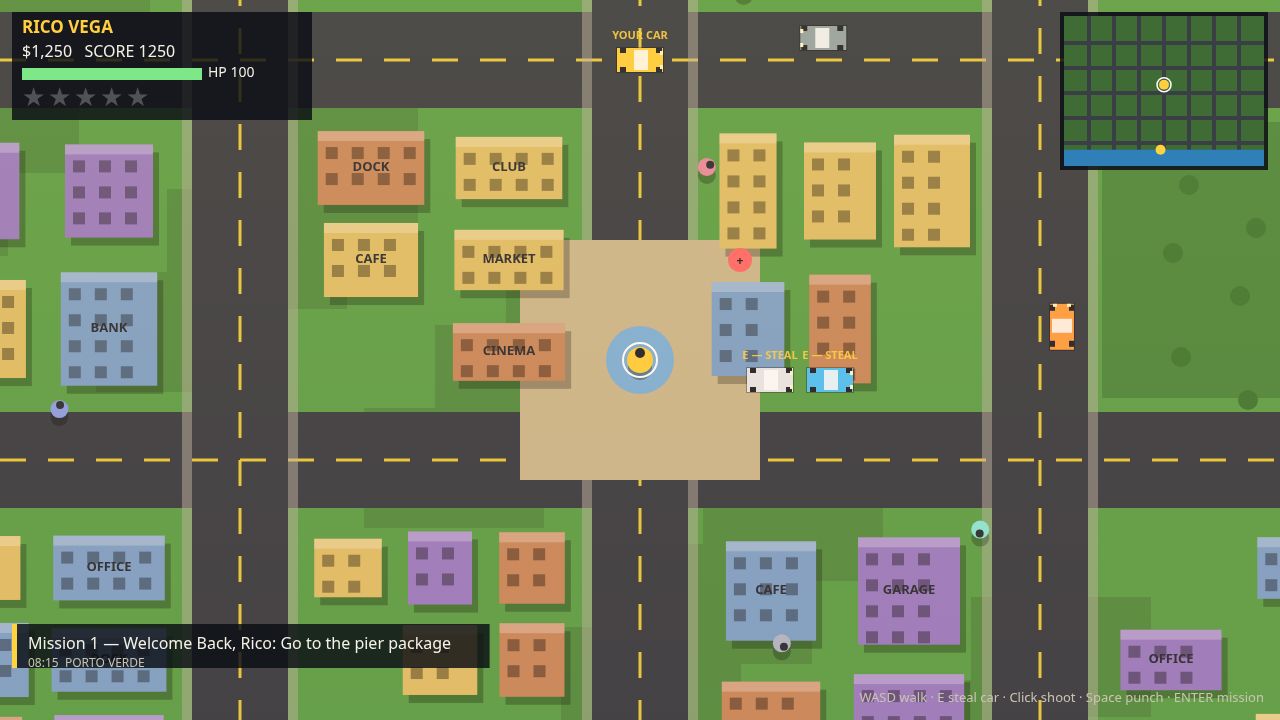 RICO VEGA
$1,250 SCORE 1250
HP 100
YOUR CAR
DOCK
CLUB
CAFE
MARKET
BANK
CINEMA
E — STEAL
E — STEAL
+
OFFICE
CAFE
GARAGE
Mission 1 — Welcome Back, Rico: Go to the pier package
08:15 PORTO VERDE
OFFICE
WASD walk · E steal car · Click shoot · Space punch · ENTER mission